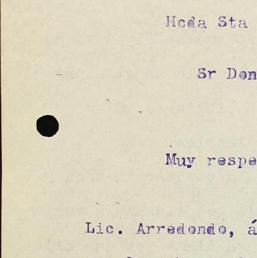 Hcda Sta
Sr Don
Muy respe
Lic. Arredondo, á